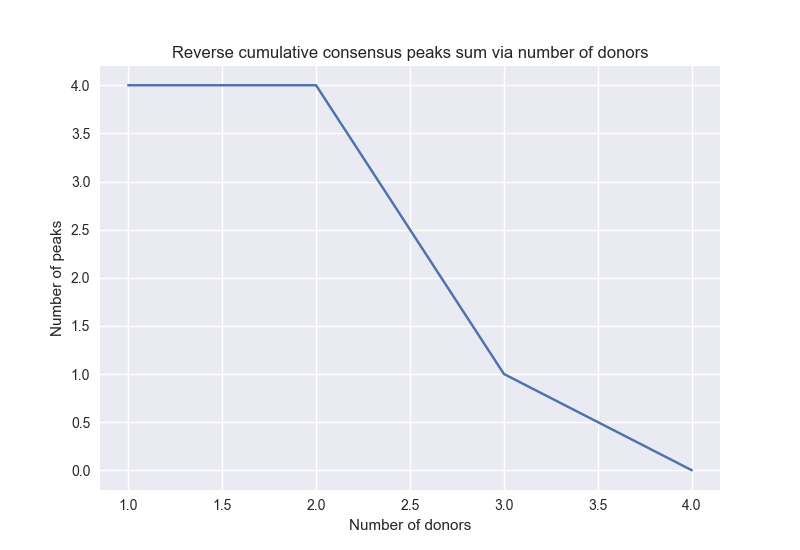 Reverse cumulative consensus peaks sum via number of donors
Number of peaks
4.0
3.5
3.0
2.5
2.0
1.5
1.0
0.5
0.0
1.0 1.5 2.0 2.5 3.0 3.5 4.0
Number of donors